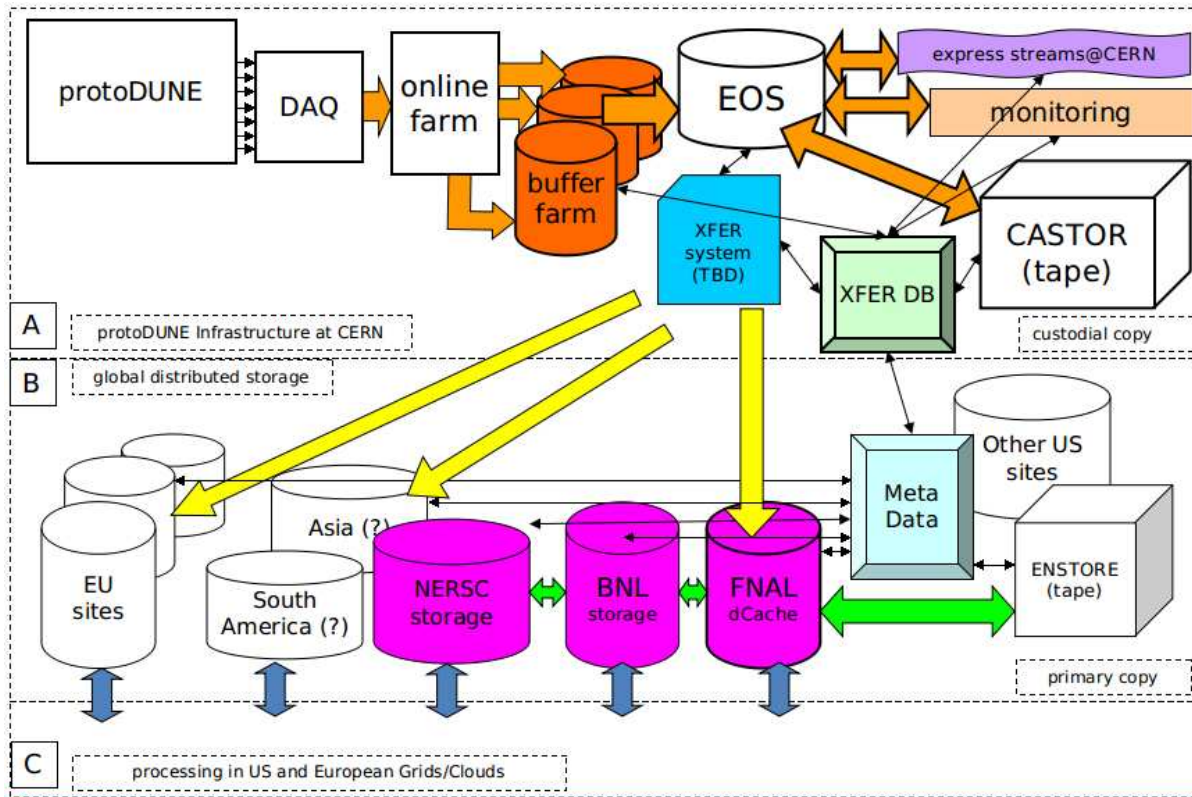 protoDUNE
DAQ
online
farm
buffer
farm
EOS
express streams@CERN
monitoring
XFER
system
(TBD)
XFER DB
CASTOR
(tape)
A
protoDUNE Infrastructure at CERN
custodial copy
B
global distributed storage
EU
sites
Asia (?)
South
America (?)
NERSC
storage
BNL
storage
FNAL
dCache
Meta
Data
Other US
sites
ENSTORE
(tape)
primary copy
C
processing in US and European Grids/Clouds